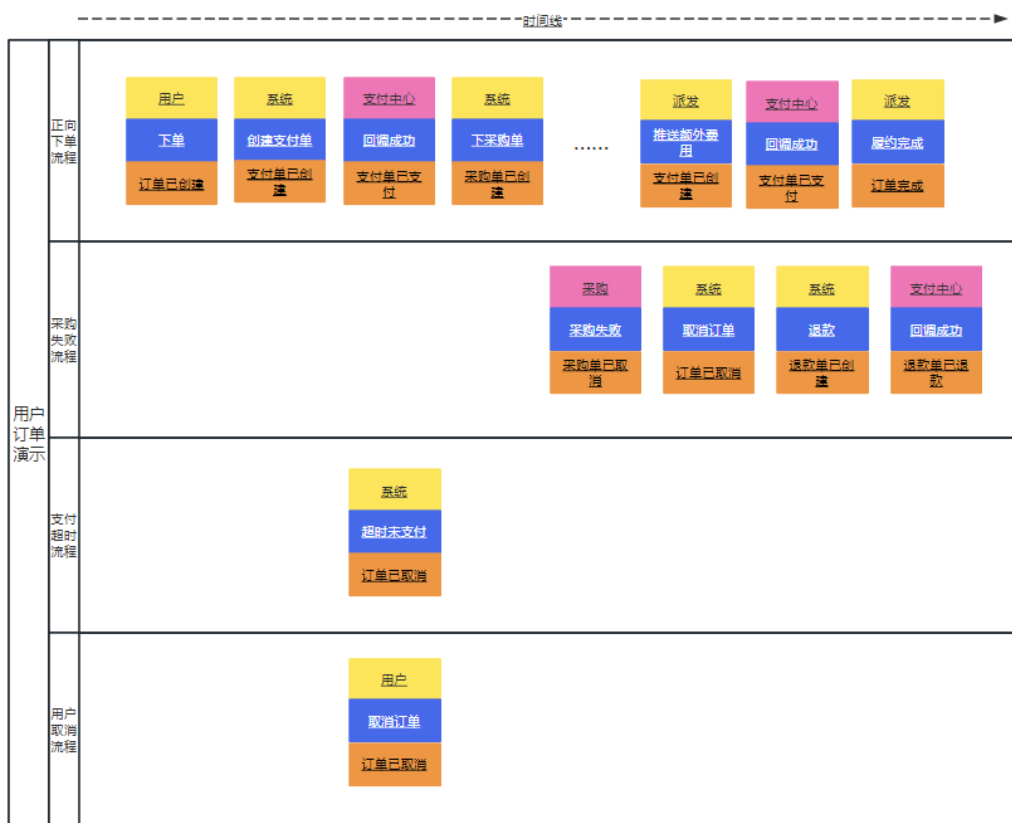 时间线
用户
订单
演示
正向
下单
流程
用户
下单
订单已创建
系统
创建支付单
支付单已创
建
支付中心
回调成功
支付单已支
付
系统
下采购单
采购单已创
建
……
派发
推送额外费
用
支付单已创
建
支付中心
回调成功
支付单已支
付
派发
履约完成
订单完成
采购
失败
流程
采购
采购失败
采购单已取
消
系统
取消订单
订单已取消
系统
退款
退款单已创
建
支付中心
回调成功
退款单已退
款
支付
超时
流程
系统
超时未支付
订单已取消
用户
取消
流程
用户
取消订单
订单已取消